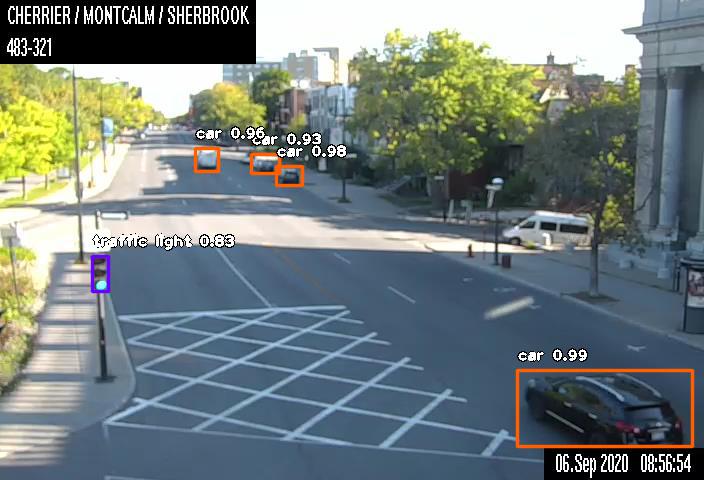 CHERRIER / MONTCALM / SHERBROOK
483-321
car 0.96
car 0.93
car 0.98
traffic light 0.83
car 0.99
06.Sep 2020 08:56:54